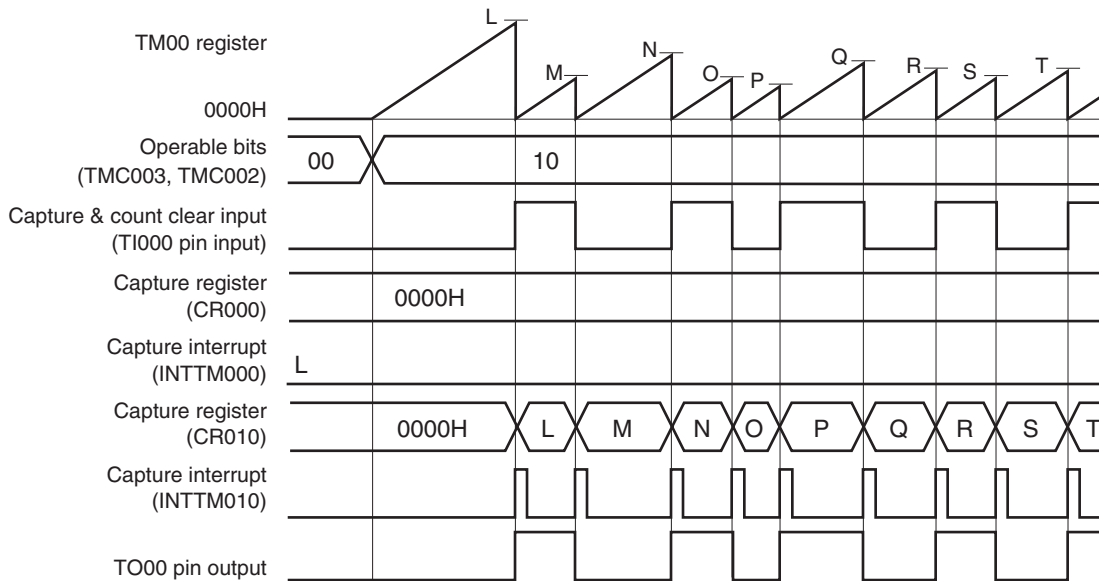 TM00 register
L
M
N
O
P
Q
R
S
T
0000H
Operable bits
(TMC003, TMC002)
00
10
Capture & count clear input
(TI000 pin input)
Capture register
(CR000)
0000H
Capture interrupt
(INTTM000)
L
Capture register
(CR010)
0000H
L
M
N
O
P
Q
R
S
T
Capture interrupt
(INTTM010)
TO00 pin output